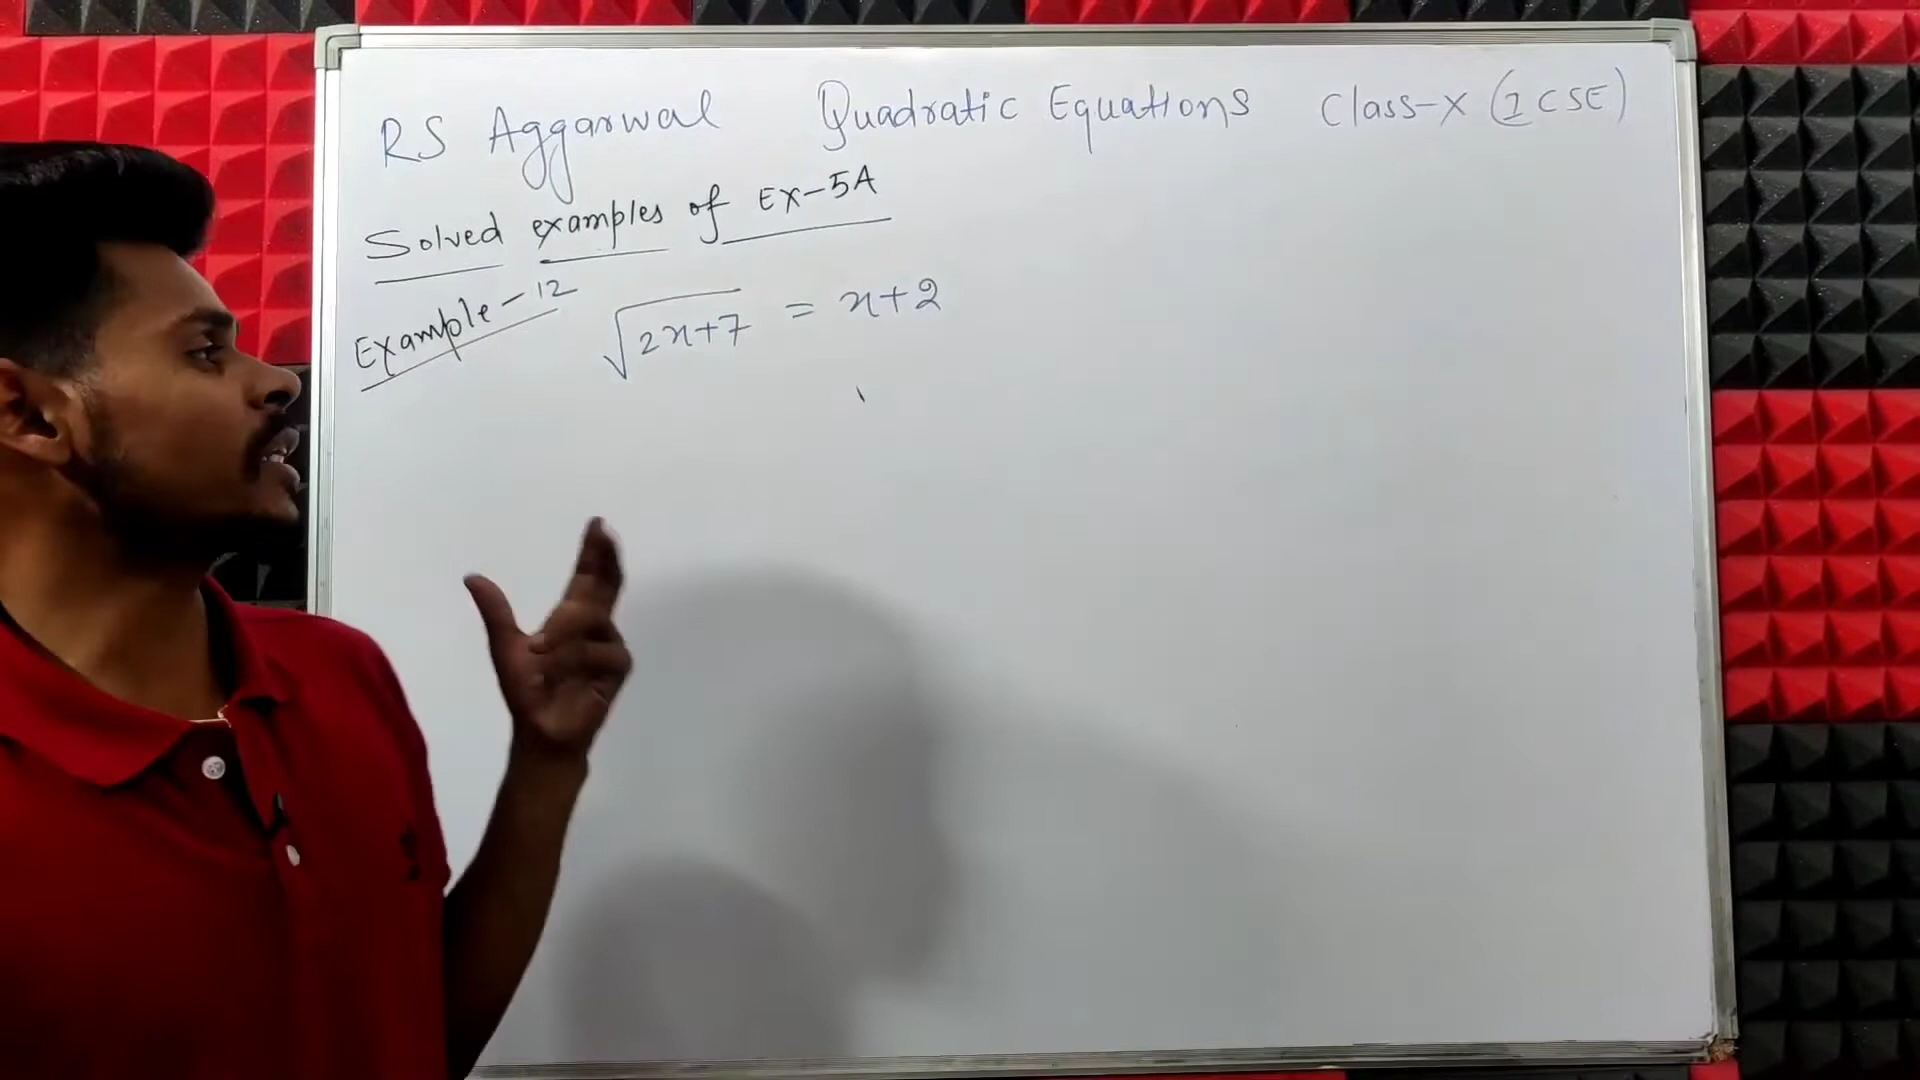 RS Aggarwal Quadratic Equations Class-X (ICSE)
Solved examples of EX-5A
Example-12 √2x+7 = x+2